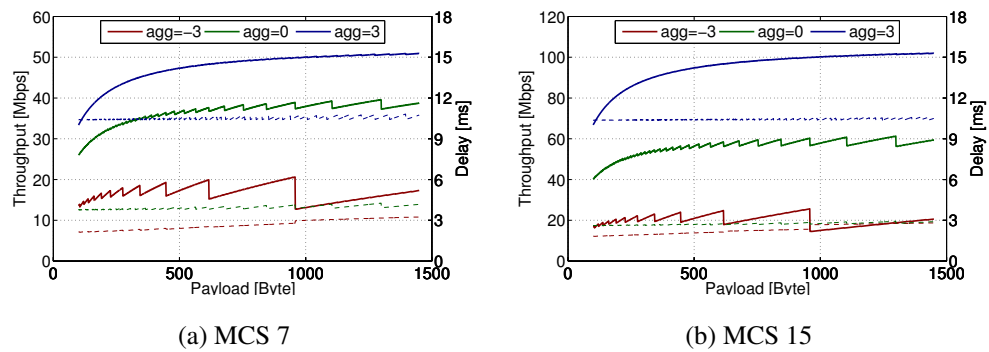 60
50
40
30
20
10
0
Throughput [Mbps]
agg=−3 agg=0 agg=3
18
15
12
9
6
3
0
Delay [ms]
0 500 1000 1500
Payload [Byte]
(a) MCS 7
120
100
80
60
40
20
0
Throughput [Mbps]
agg=−3 agg=0 agg=3
18
15
12
9
6
3
0
Delay [ms]
0 500 1000 1500
Payload [Byte]
(b) MCS 15